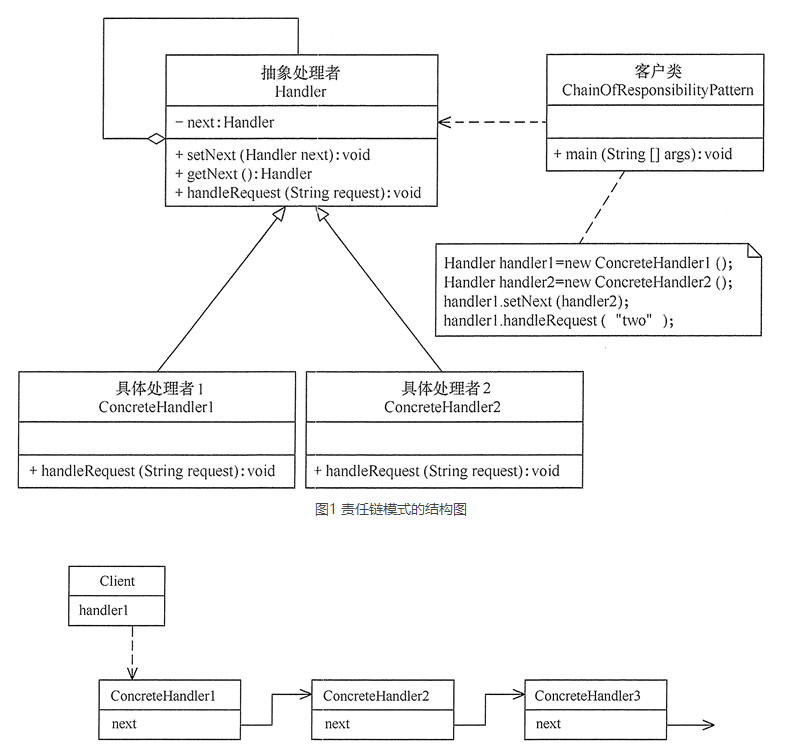 抽象处理者
Handler
- next:Handler
+ setNext (Handler next):void
+ getNext ():Handler
+ handleRequest (String request):void
客户类
ChainOfResponsibilityPattern
+ main (String [] args):void
Handler handler1=new ConcreteHandler1 ();
Handler handler2=new ConcreteHandler2 ();
handler1.setNext (handler2);
handler1.handleRequest ( "two" );
具体处理者1
ConcreteHandler1
+ handleRequest (String request):void
具体处理者2
ConcreteHandler2
+ handleRequest (String request):void
图1 责任链模式的结构图
Client
handler1
ConcreteHandler1
next
ConcreteHandler2
next
ConcreteHandler3
next